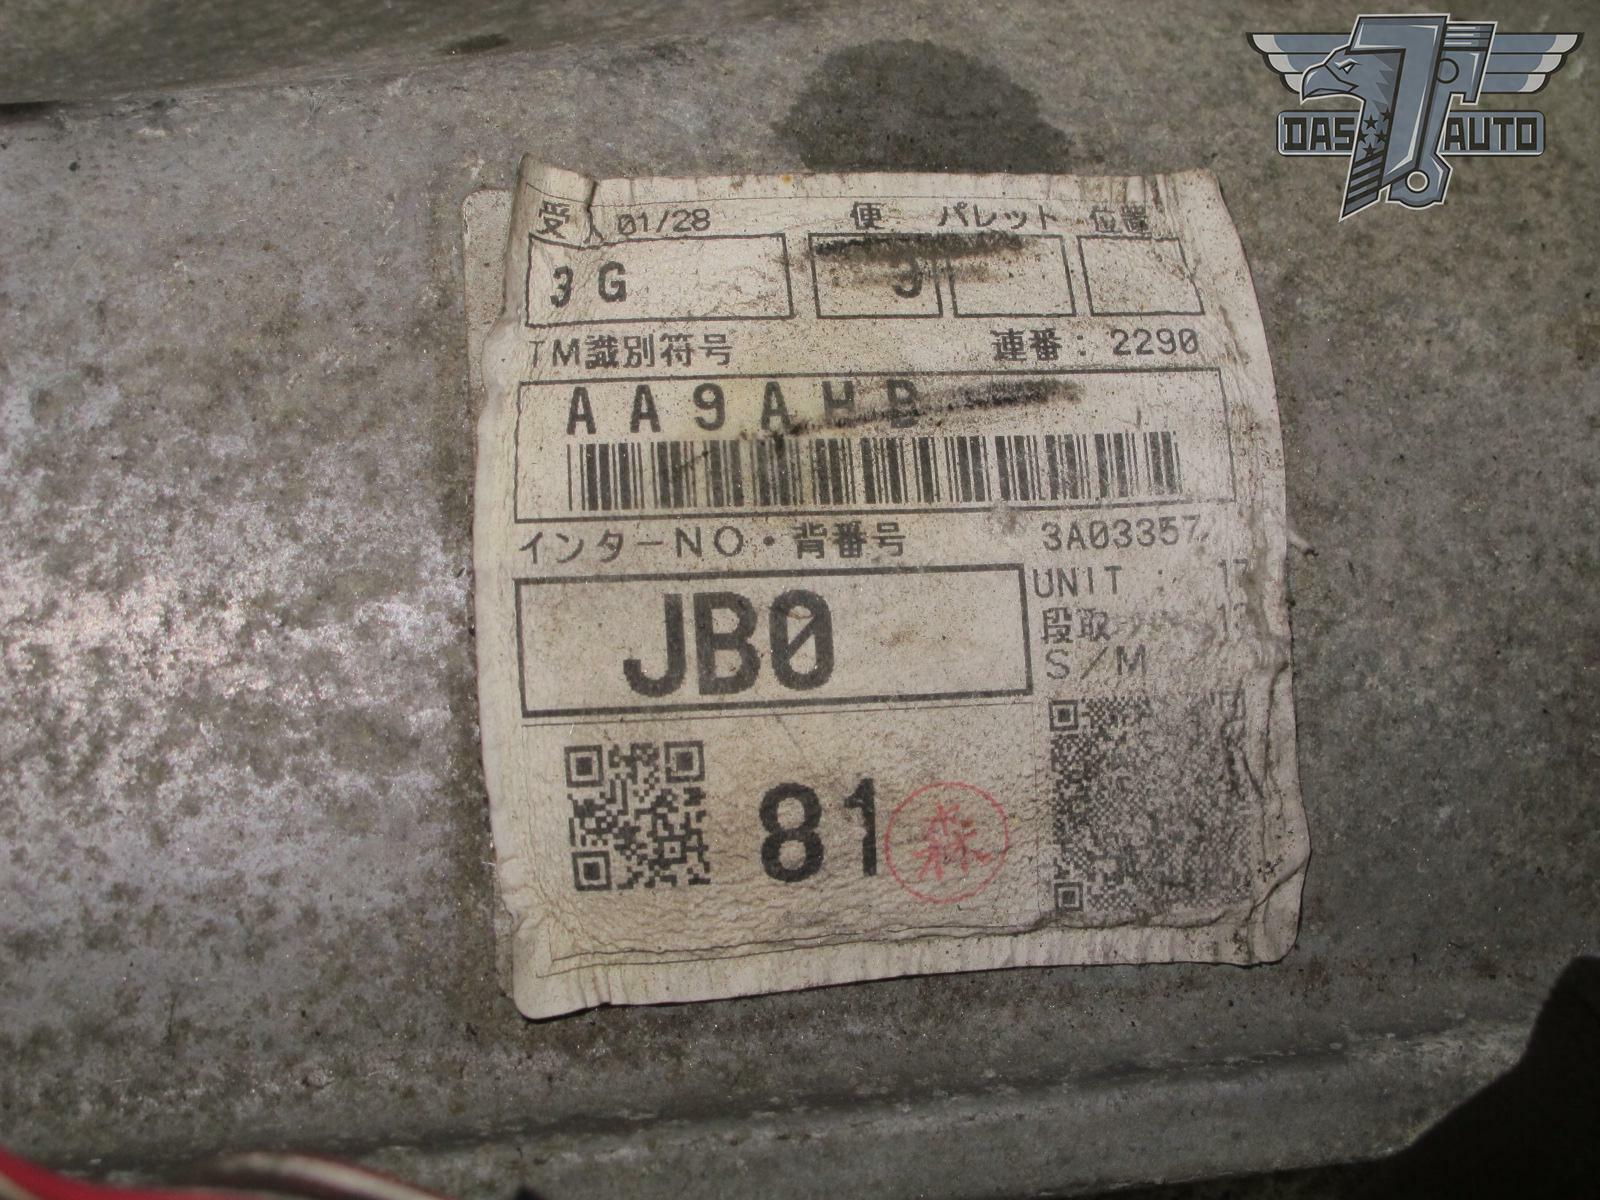 DAS AUTO
受入 01/28 便 パレット 位置
3G 3
TM識別符号 連番: 2290
AA9AHB
インターNO・背番号 3A03357
JB0
UNIT : 17
段取
S/M
81 森